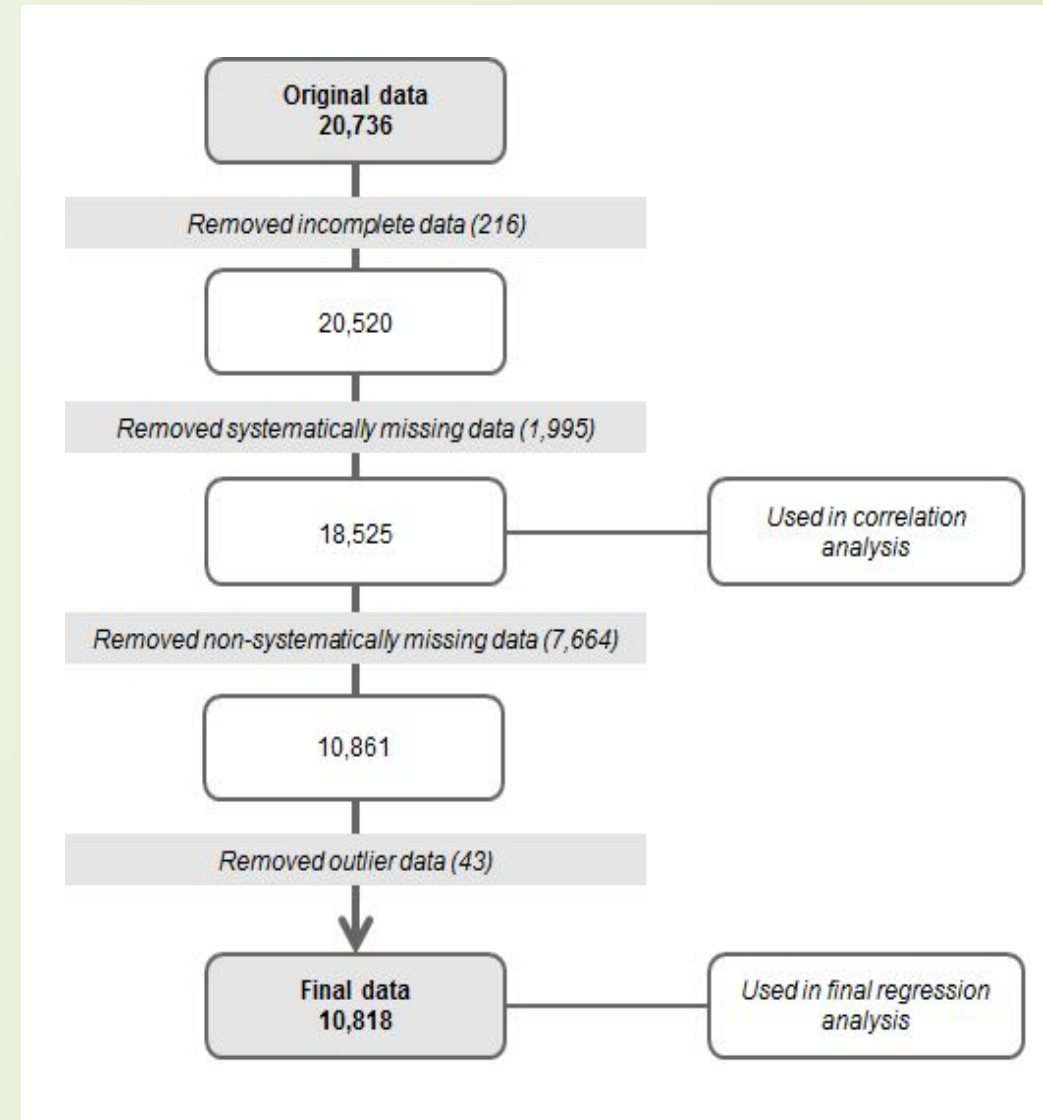 Original data
20,736
Removed incomplete data (216)
20,520
Removed systematically missing data (1,995)
18,525
Used in correlation
analysis
Removed non-systematically missing data (7,664)
10,861
Removed outlier data (43)
Final data
10,818
Used in final regression
analysis